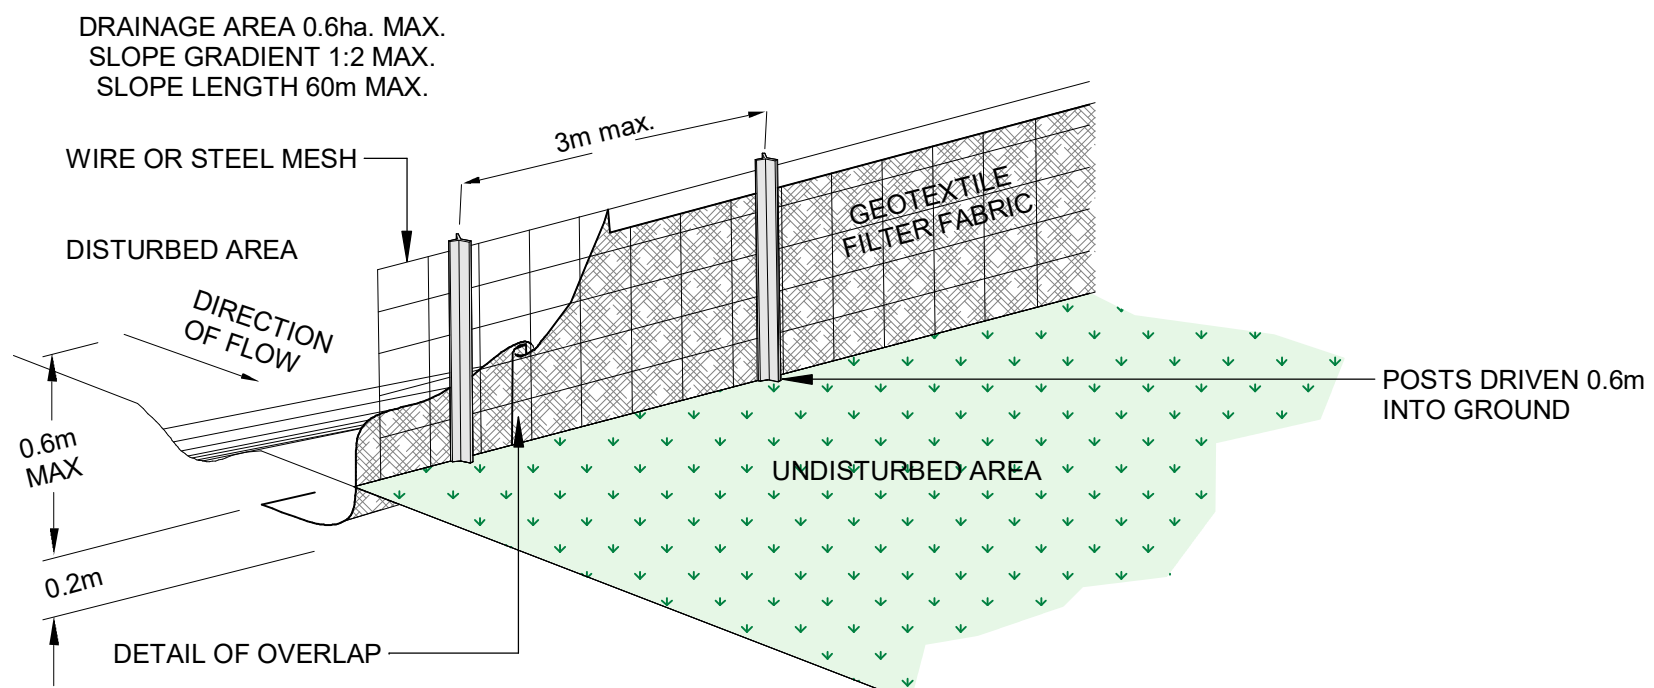 DRAINAGE AREA 0.6ha. MAX.
SLOPE GRADIENT 1:2 MAX.
SLOPE LENGTH 60m MAX.
3m max.
WIRE OR STEEL MESH
GEOTEXTILE
FILTER FABRIC
DISTURBED AREA
DIRECTION
OF FLOW
POSTS DRIVEN 0.6m
INTO GROUND
0.6m
MAX
UNDISTURBED AREA
0.2m
DETAIL OF OVERLAP